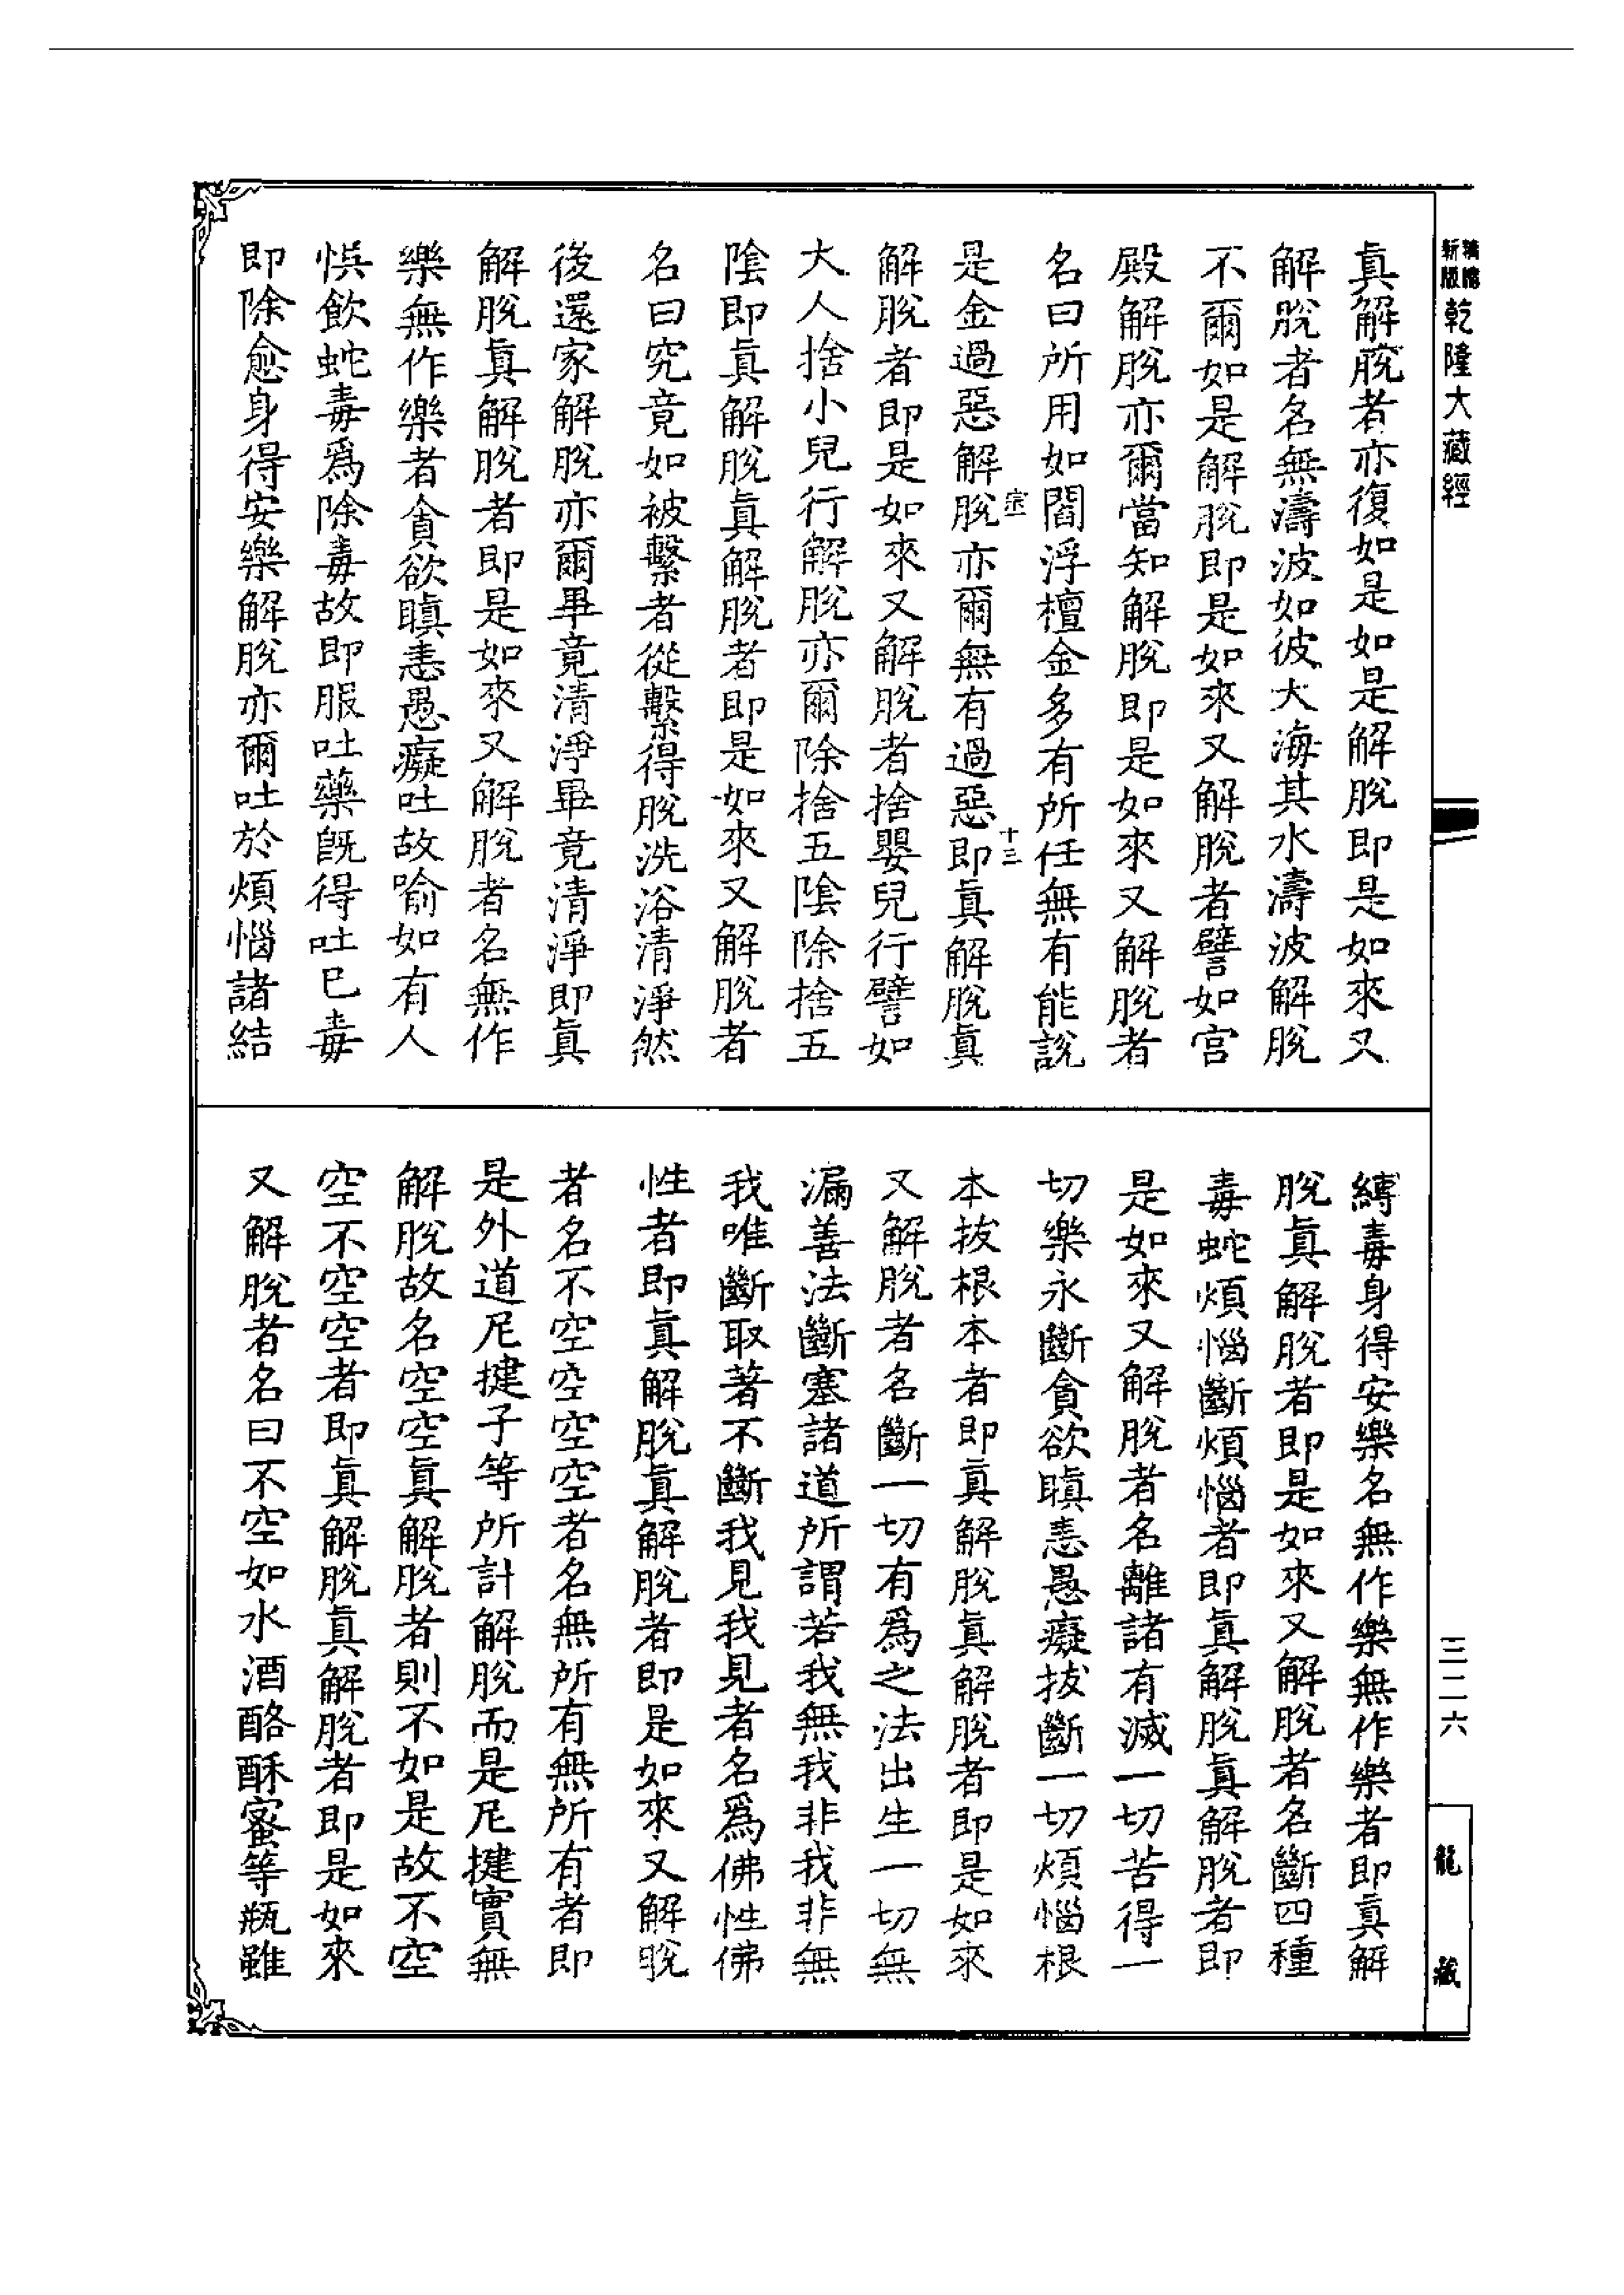 新版精縮乾隆大藏經
真解脫者亦復如是如是解脫即是如來又
解脫者名無濤波如彼大海其水濤波解脫
不爾如是解脫即是如來又解脫者譬如宮
殿解脫亦爾當知解脫即是如來又解脫者
名曰所用如閻浮檀金多有所任無有能說
是金過惡解脫亦爾無有過惡即真解脫真
解脫者即是如來又解脫者捨嬰兒行譬如
大人捨小兒行解脫亦爾除捨五陰除捨五
陰即真解脫真解脫者即是如來又解脫者
名曰究竟如被繫者從繫得脫洗浴清淨然
後還家解脫亦爾畢竟清淨畢竟清淨即真
解脫真解脫者即是如來又解脫者名無作
樂無作樂者貪欲瞋恚愚癡吐故喻如有人
悞飲蛇毒為除毒故即服吐藥旣得吐巳毒
即除愈身得安樂解脫亦爾吐於煩惱諸結
十三
縛毒身得安樂名無作樂無作樂者即真解
脫真解脫者即是如來又解脫者名斷四種
毒蛇煩惱斷煩惱者即真解脫真解脫者即
是如來又解脫者名離諸有滅一切苦得一
切樂永斷貪欲瞋恚愚癡拔斷一切煩惱根
本拔根本者即真解脫真解脫者即是如來
又解脫者名斷一切有為之法出生一切無
漏善法斷塞諸道所謂若我無我非我非無
我唯斷取著不斷我見我見者名為佛性佛
性者即真解脫真解脫者即是如來又解脫
者名不空空空空者名無所有無所有者即
是外道尼揵子等所計解脫而是尼揵實無
解脫故名空空真解脫者則不如是故不空
空不空空者即真解脫真解脫者即是如來
又解脫者名曰不空如水酒酪酥蜜等瓶雖
三二六
龍藏